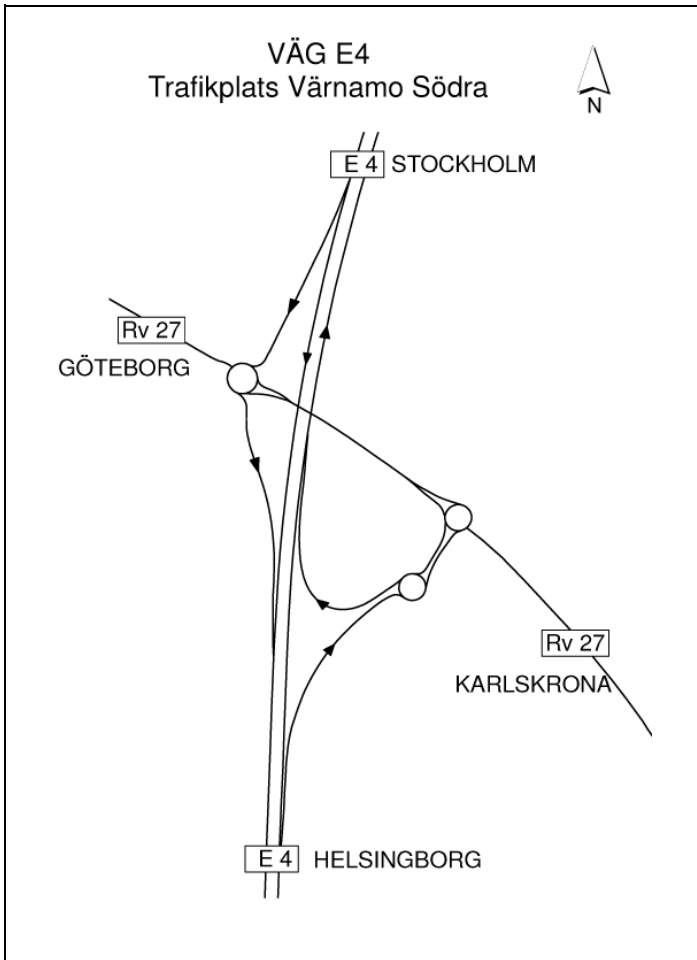 VÄG E4
Trafikplats Värnamo Södra
N
E 4 STOCKHOLM
Rv 27
GÖTEBORG
Rv 27
KARLSKRONA
E 4 HELSINGBORG